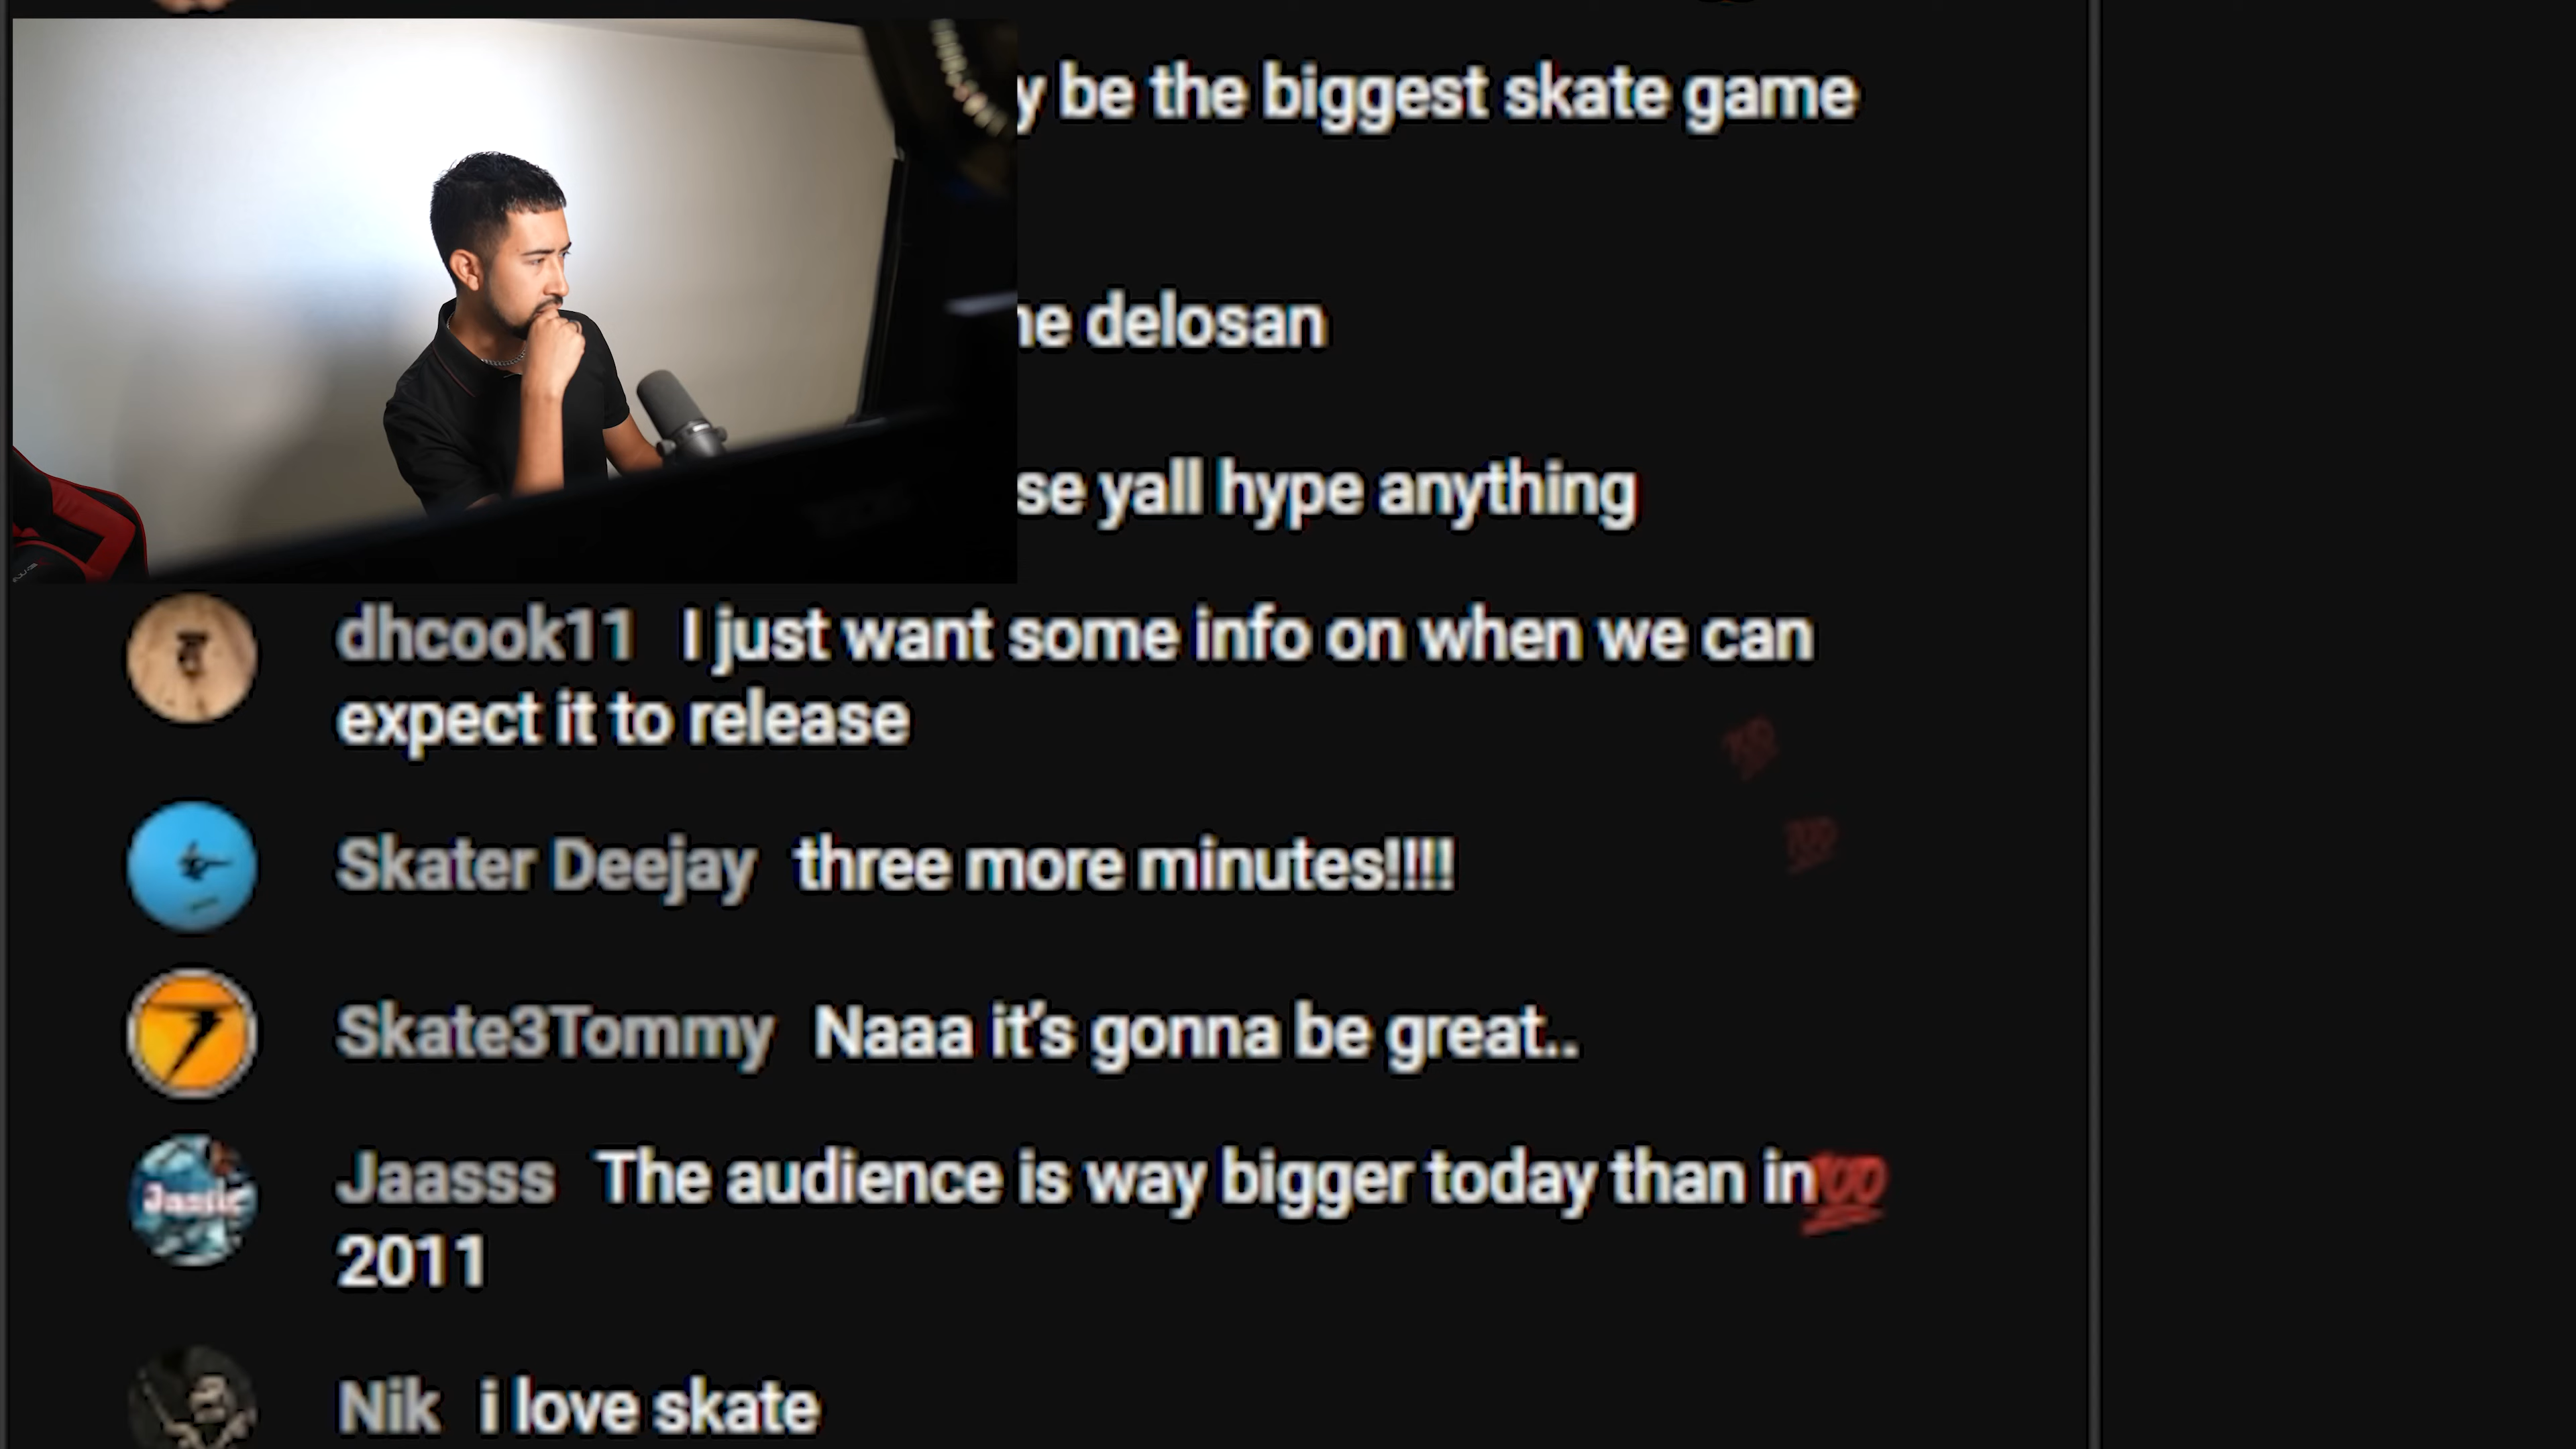 be the biggest skate game
delosan
yall hype anything
dhcook11 I just want some info on when we can
expect it to release
Skater Deejay three more minutes!!!!
Skate3Tommy Naaa it's gonna be great..
Jaasss The audience is way bigger today than in💯
2011
Nik i love skate